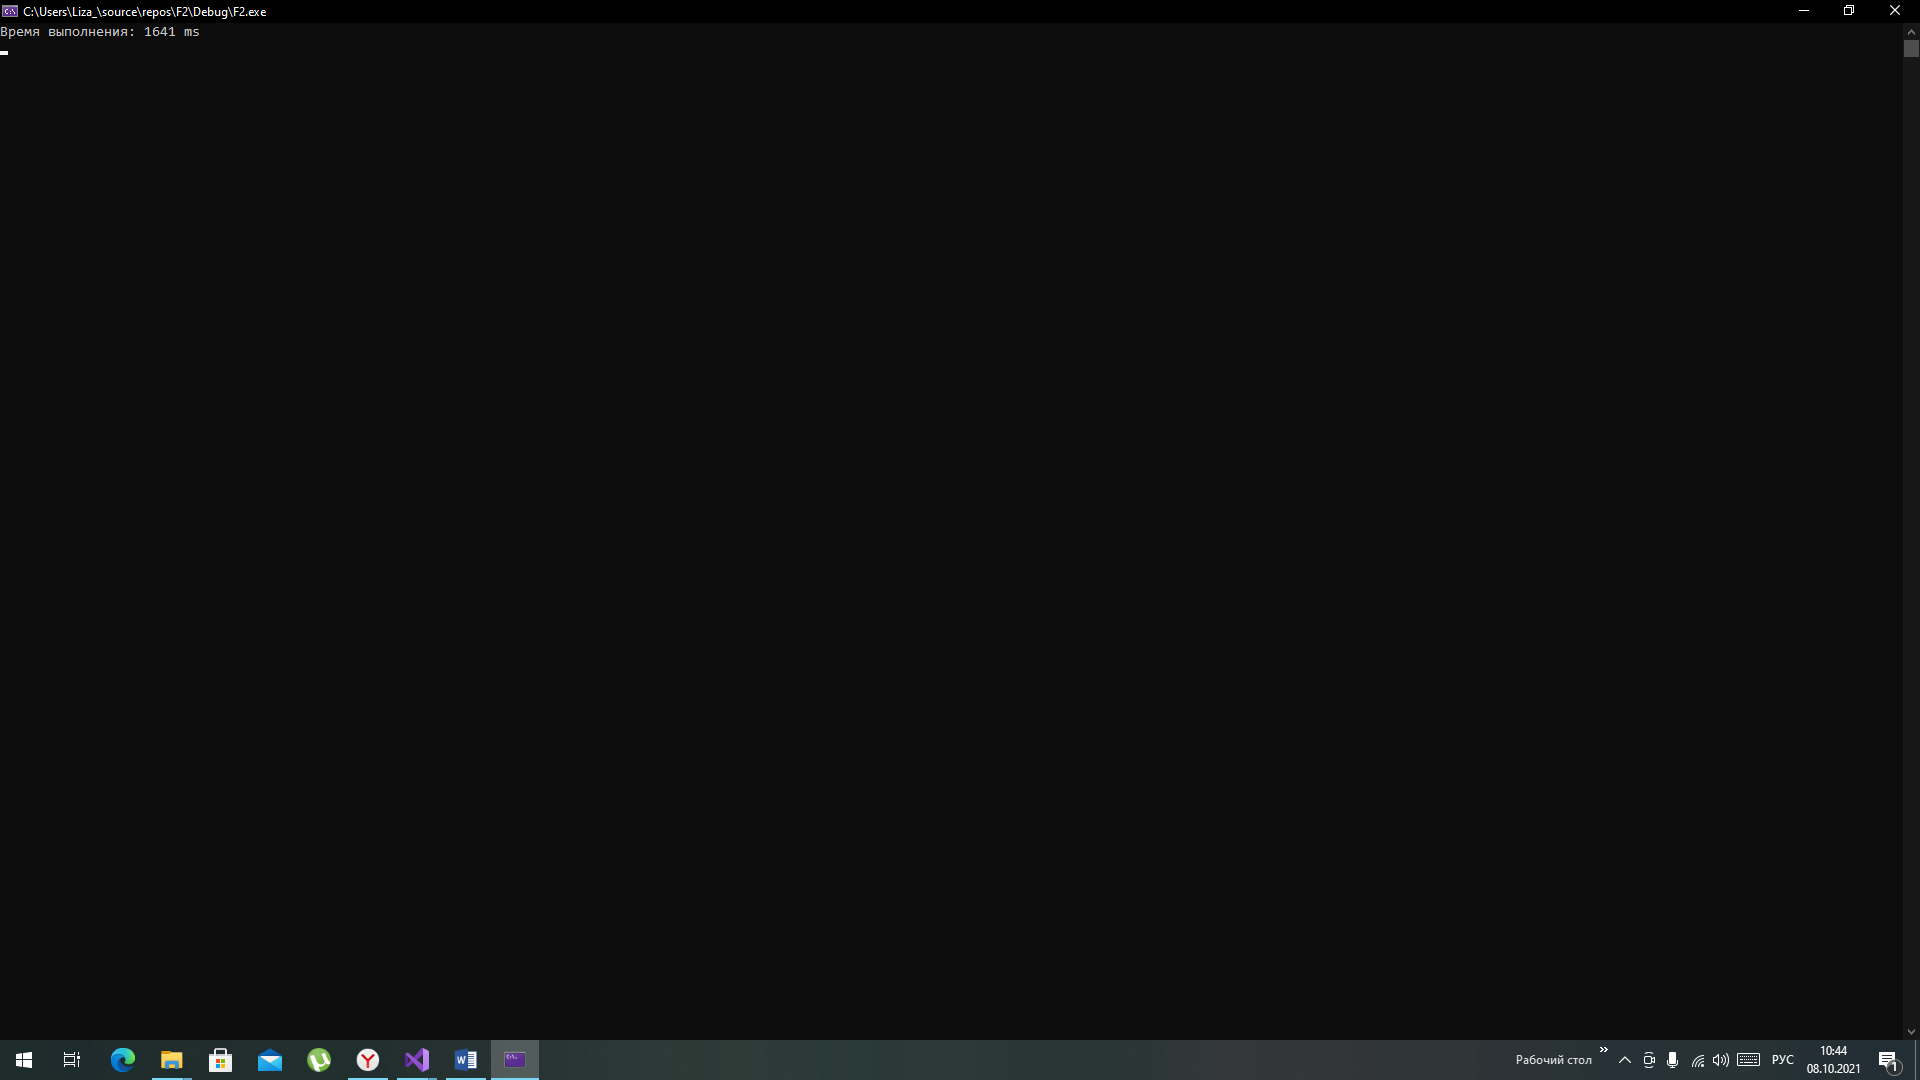 C:\Users\Liza_\source\repos\F2\Debug\F2.exe
Время выполнения: 1641 ms
Рабочий стол
РУС
10:44
08.10.2021
1